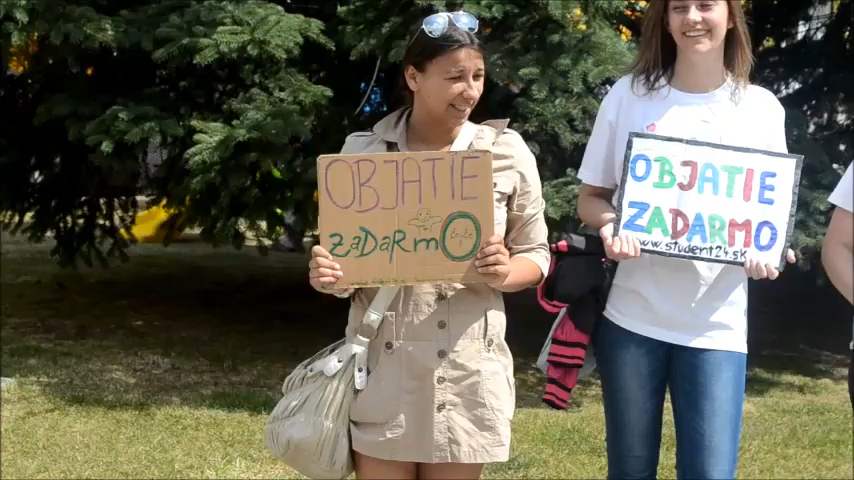 OBJATIE
zaDaRmO
OBJATIE
ZADARMO
www.student24.sk